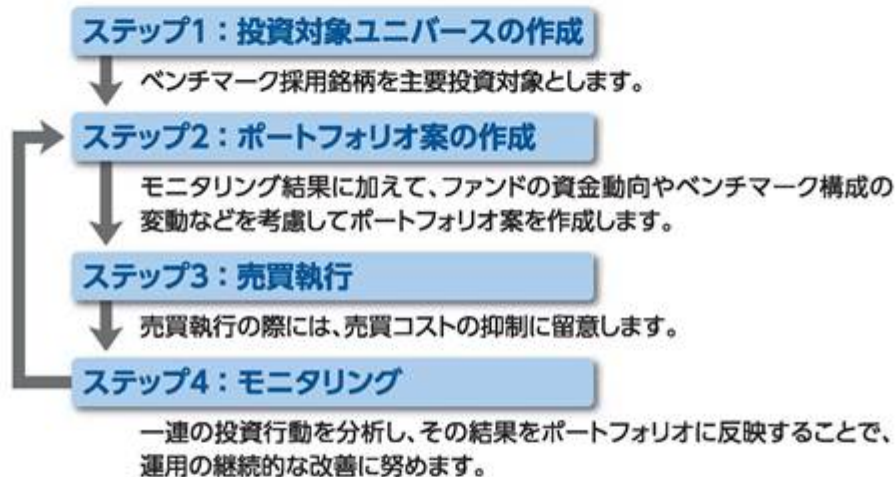 ステップ1：投資対象ユニバースの作成
ベンチマーク採用銘柄を主要投資対象とします。
ステップ2：ポートフォリオ案の作成
モニタリング結果に加えて、ファンドの資金動向やベンチマーク構成の
変動などを考慮してポートフォリオ案を作成します。
ステップ3：売買執行
売買執行の際には、売買コストの抑制に留意します。
ステップ4：モニタリング
一連の投資行動を分析し、その結果をポートフォリオに反映することで、
運用の継続的な改善に努めます。